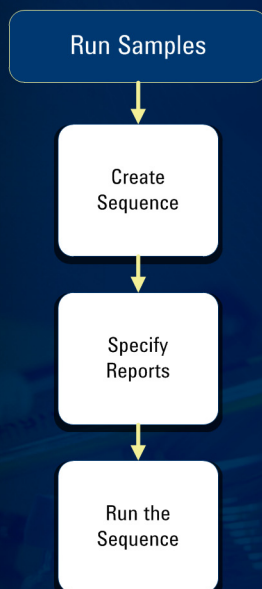 Run Samples
Create
Sequence
Specify
Reports
Run the
Sequence